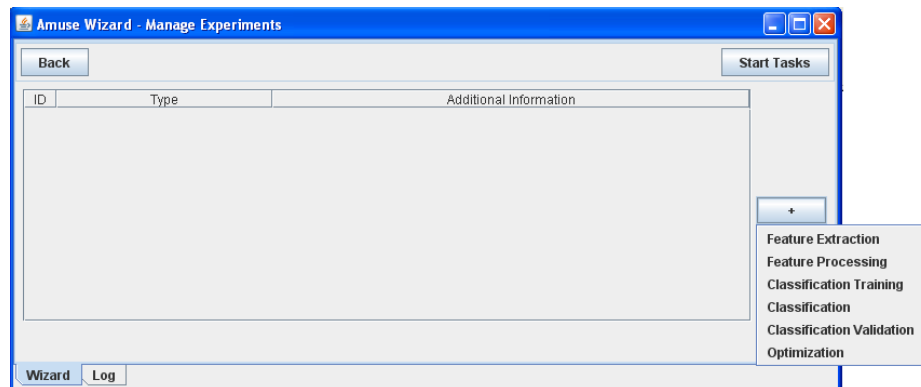 Amuse Wizard - Manage Experiments
Back Start Tasks
ID Type Additional Information
+
Feature Extraction
Feature Processing
Classification Training
Classification
Classification Validation
Optimization
Wizard Log